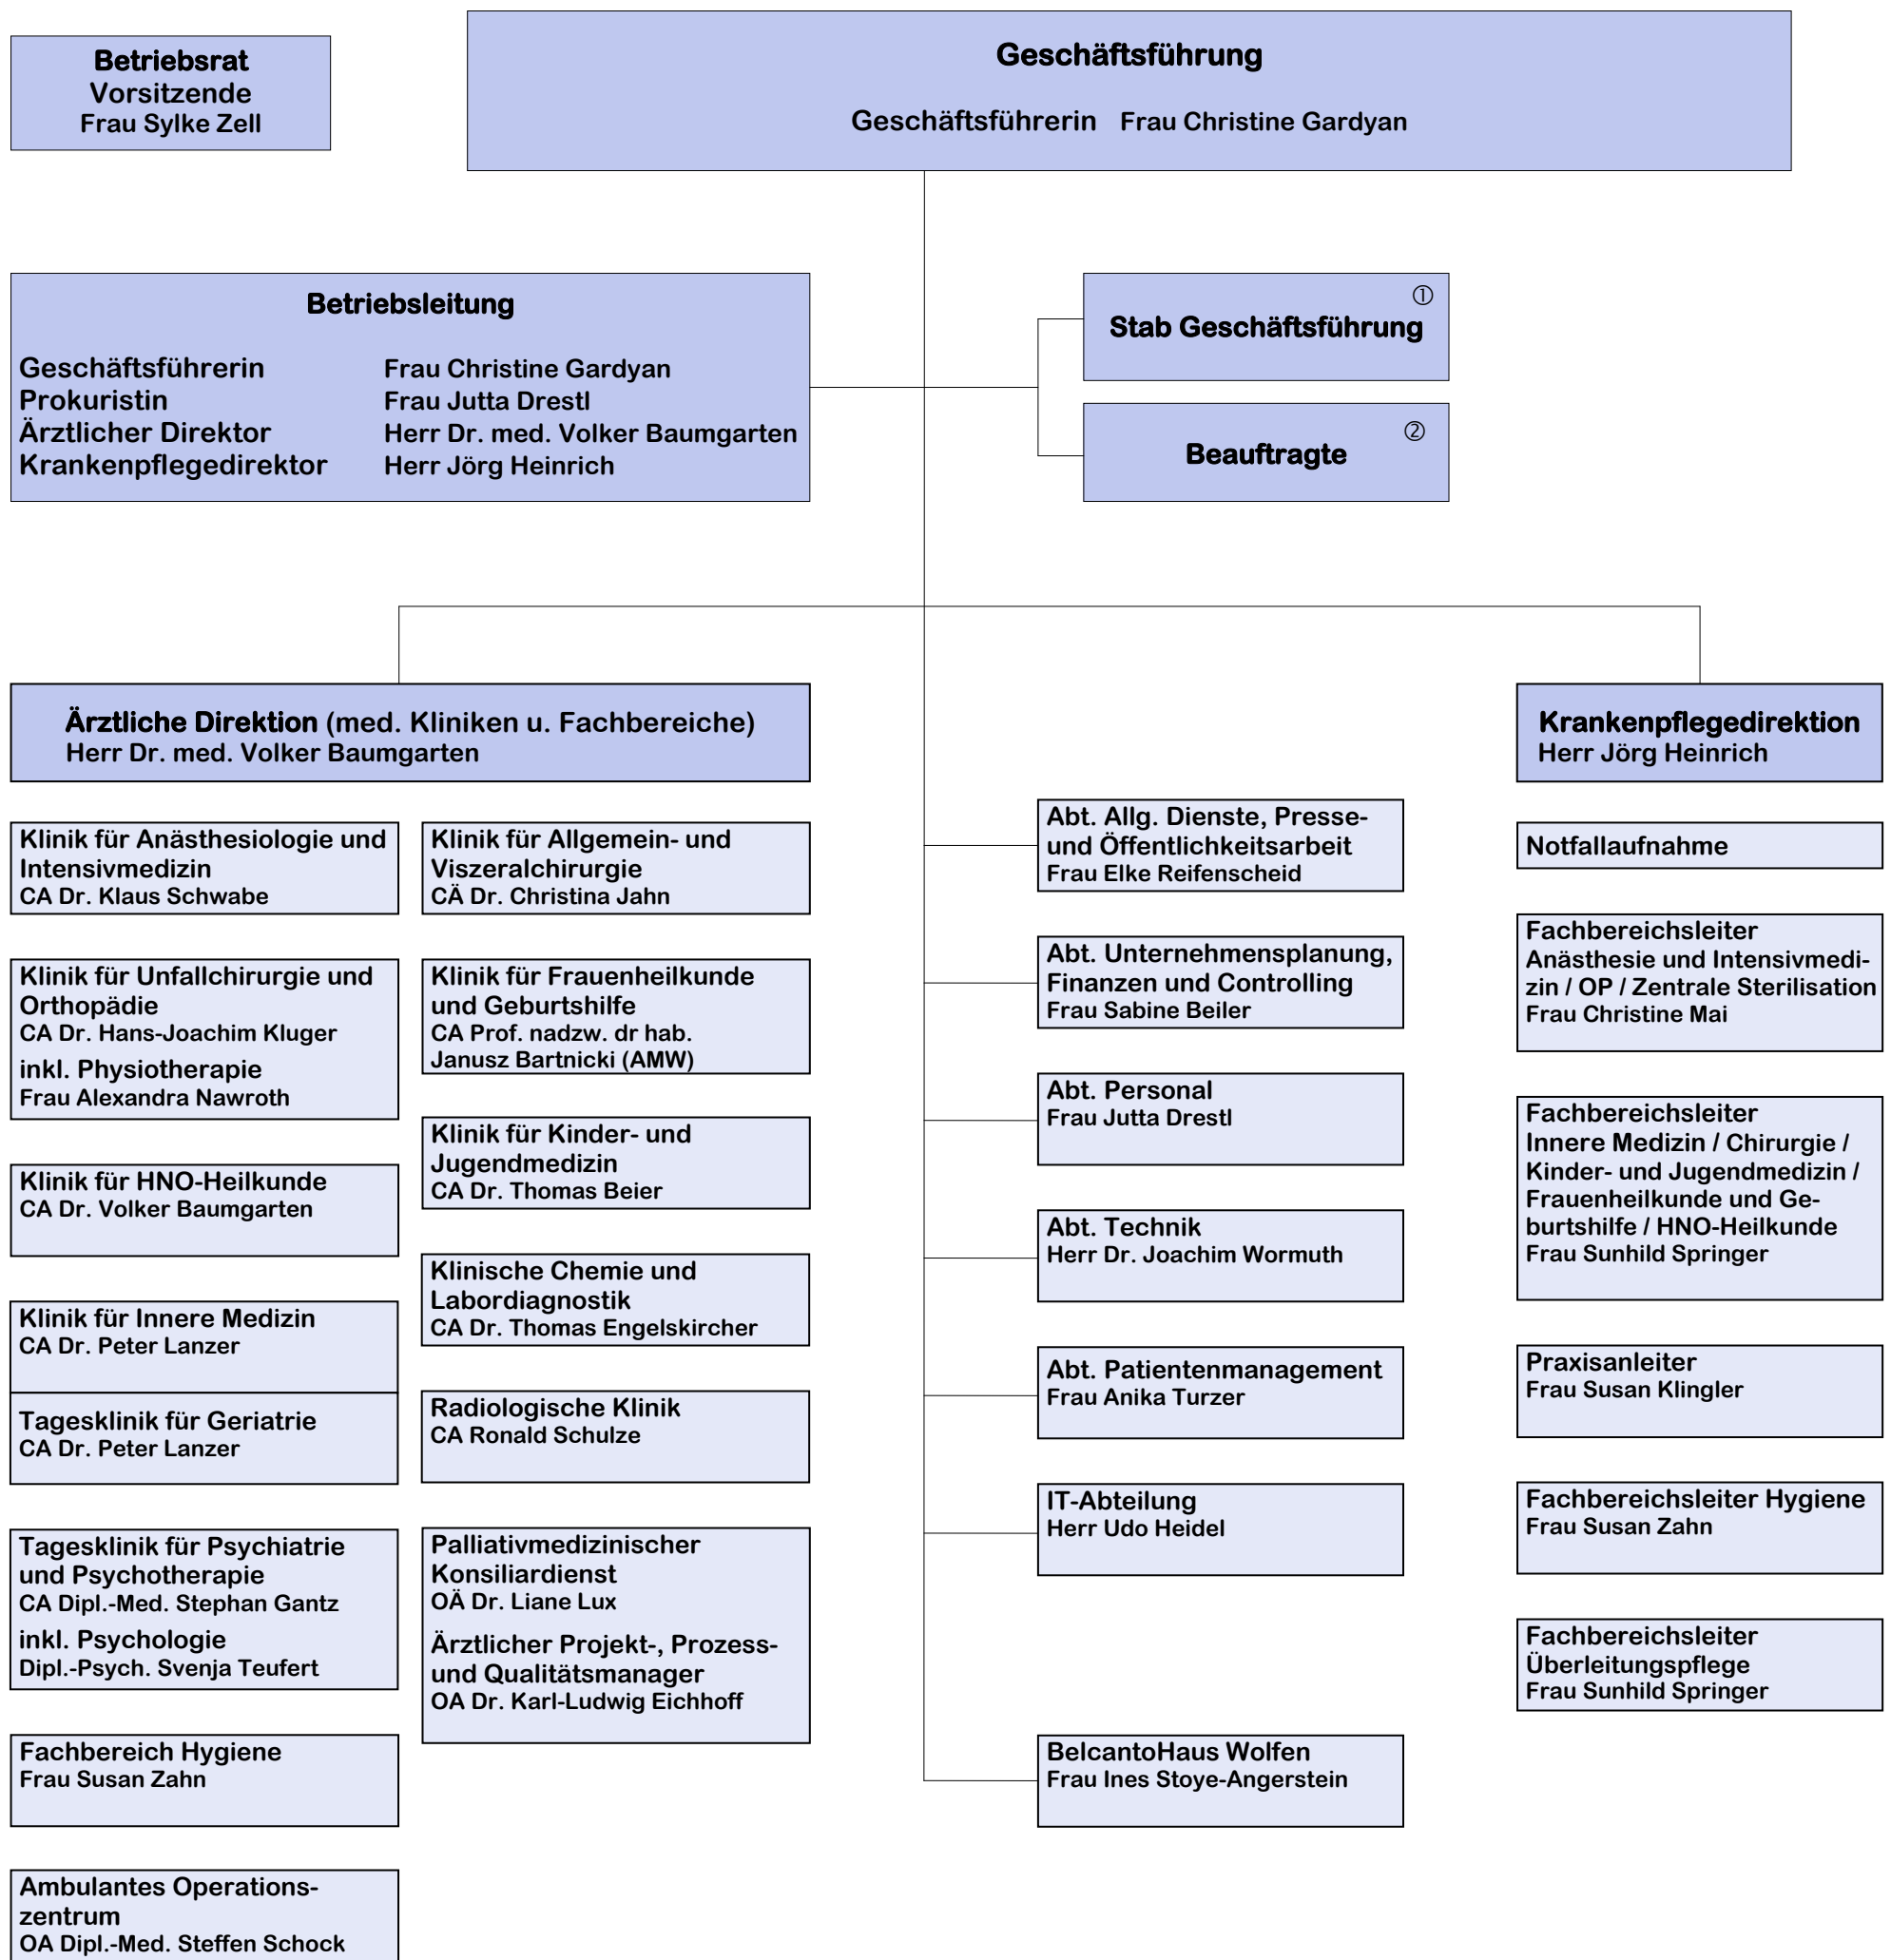 Betriebsrat
Vorsitzende
Frau Sylke Zell
Geschäftsführung
Geschäftsführerin Frau Christine Gardyan
Betriebsleitung
Geschäftsführerin Frau Christine Gardyan
Prokuristin Frau Jutta Drestl
Ärztlicher Direktor Herr Dr. med. Volker Baumgarten
Krankenpflegedirektor Herr Jörg Heinrich
①
Stab Geschäftsführung
②
Beauftragte
Ärztliche Direktion (med. Kliniken u. Fachbereiche)
Herr Dr. med. Volker Baumgarten
Klinik für Anästhesiologie und
Intensivmedizin
CA Dr. Klaus Schwabe
Klinik für Unfallchirurgie und
Orthopädie
CA Dr. Hans-Joachim Kluger
inkl. Physiotherapie
Frau Alexandra Nawroth
Klinik für HNO-Heilkunde
CA Dr. Volker Baumgarten
Klinik für Innere Medizin
CA Dr. Peter Lanzer
Tagesklinik für Geriatrie
CA Dr. Peter Lanzer
Tagesklinik für Psychiatrie
und Psychotherapie
CA Dipl.-Med. Stephan Gantz
inkl. Psychologie
Dipl.-Psych. Svenja Teufert
Fachbereich Hygiene
Frau Susan Zahn
Ambulantes Operations-
zentrum
OA Dipl.-Med. Steffen Schock
Klinik für Allgemein- und
Viszeralchirurgie
CÄ Dr. Christina Jahn
Klinik für Frauenheilkunde
und Geburtshilfe
CA Prof. nadzw. dr hab.
Janusz Bartnicki (AMW)
Klinik für Kinder- und
Jugendmedizin
CA Dr. Thomas Beier
Klinische Chemie und
Labordiagnostik
CA Dr. Thomas Engelskircher
Radiologische Klinik
CA Ronald Schulze
Palliativmedizinischer
Konsiliardienst
OÄ Dr. Liane Lux
Ärztlicher Projekt-, Prozess-
und Qualitätsmanager
OA Dr. Karl-Ludwig Eichhoff
Abt. Allg. Dienste, Presse-
und Öffentlichkeitsarbeit
Frau Elke Reifenscheid
Abt. Unternehmensplanung,
Finanzen und Controlling
Frau Sabine Beiler
Abt. Personal
Frau Jutta Drestl
Abt. Technik
Herr Dr. Joachim Wormuth
Abt. Patientenmanagement
Frau Anika Turzer
IT-Abteilung
Herr Udo Heidel
BelcantoHaus Wolfen
Frau Ines Stoye-Angerstein
Krankenpflegedirektion
Herr Jörg Heinrich
Notfallaufnahme
Fachbereichsleiter
Anästhesie und Intensivmedi-
zin / OP / Zentrale Sterilisation
Frau Christine Mai
Fachbereichsleiter
Innere Medizin / Chirurgie /
Kinder- und Jugendmedizin /
Frauenheilkunde und Ge-
burtshilfe / HNO-Heilkunde
Frau Sunhild Springer
Praxisanleiter
Frau Susan Klingler
Fachbereichsleiter Hygiene
Frau Susan Zahn
Fachbereichsleiter
Überleitungspflege
Frau Sunhild Springer